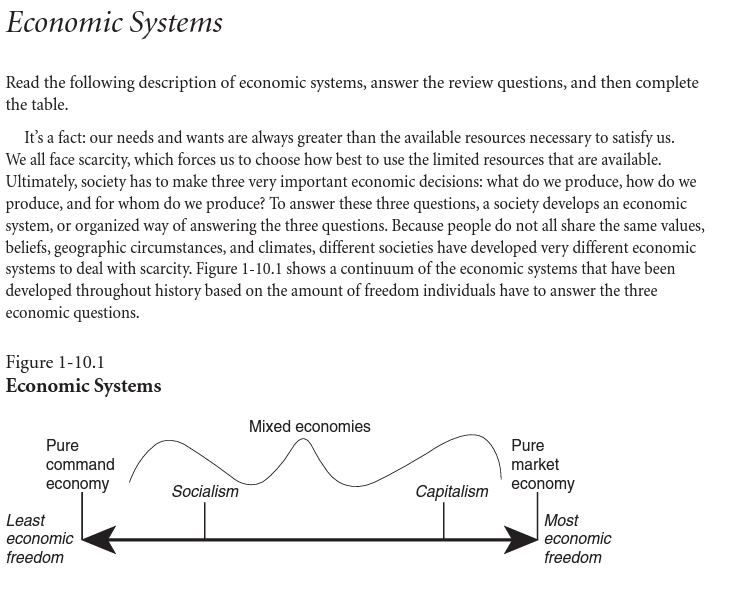 Economic Systems
Read the following description of economic systems, answer the review questions, and then complete
the table.
It's a fact: our needs and wants are always greater than the available resources necessary to satisfy us.
We all face scarcity, which forces us to choose how best to use the limited resources that are available.
Ultimately, society has to make three very important economic decisions: what do we produce, how do we
produce, and for whom do we produce? To answer these three questions, a society develops an economic
system, or organized way of answering the three questions. Because people do not all share the same values,
beliefs, geographic circumstances, and climates, different societies have developed very different economic
systems to deal with scarcity. Figure 1-10.1 shows a continuum of the economic systems that have been
developed throughout history based on the amount of freedom individuals have to answer the three
economic questions.
Figure 1-10.1
Economic Systems
Mixed economies
Pure
command
economy
Pure
market
economy
Socialism
Capitalism
Least
economic
freedom
Most
economic
freedom